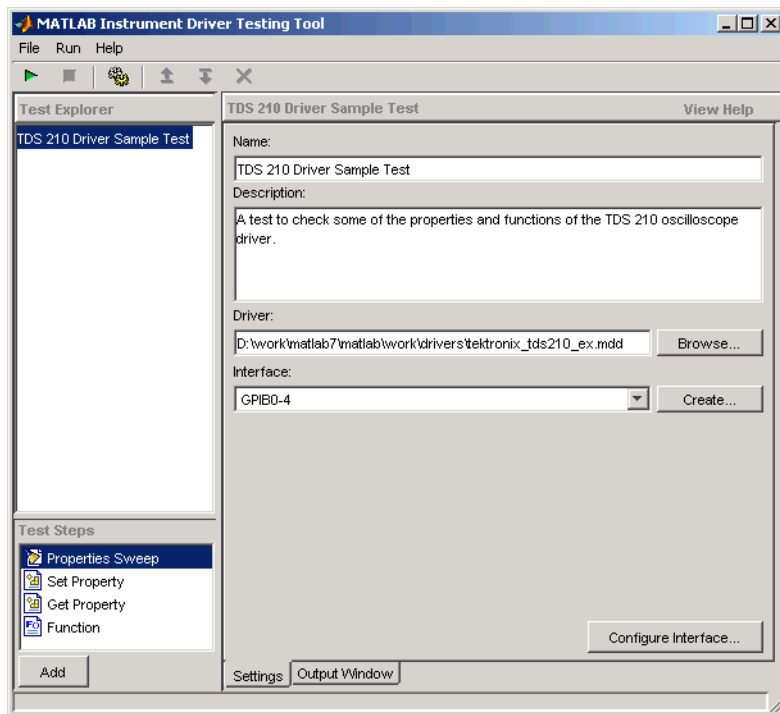 MATLAB Instrument Driver Testing Tool
File Run Help
Test Explorer
TDS 210 Driver Sample Test
TDS 210 Driver Sample Test View Help
Name:
TDS 210 Driver Sample Test
Description:
A test to check some of the properties and functions of the TDS 210 oscilloscope
driver.
Driver:
D:\work\matlab7\matlab\work\drivers\tektronix_tds210_ex.mdd Browse...
Interface:
GPIB0-4 Create...
Test Steps
Properties Sweep
Set Property
Get Property
Function
Add
Configure Interface...
Settings Output Window